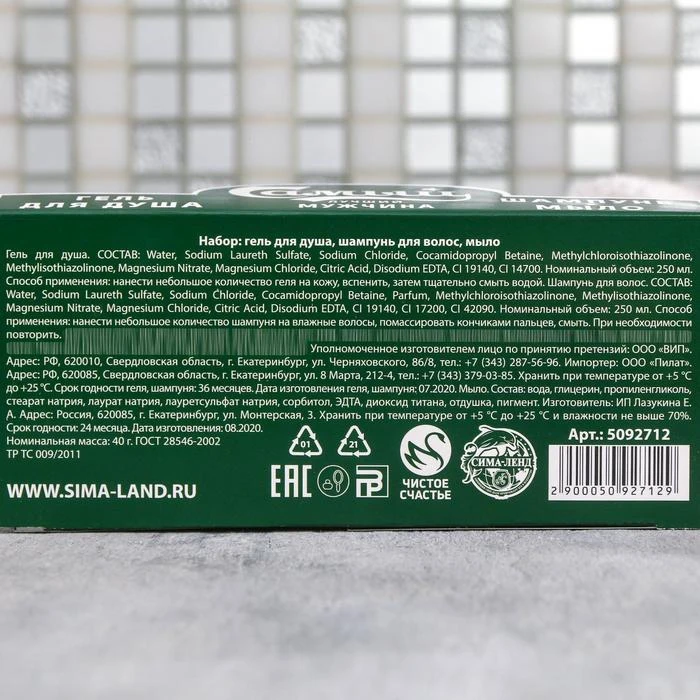 ГЕЛЬ
ДЛЯ ДУША
ЛУЧШИЙ
МУЖЧИНА
ШАМПУНЬ
МЫЛО
Набор: гель для душа, шампунь для волос, мыло
Гель для душа. СОСТАВ: Water, Sodium Laureth Sulfate, Sodium Chloride, Cocamidopropyl Betaine, Methylchloroisothiazolinone,
Methylisothiazolinone, Magnesium Nitrate, Magnesium Chloride, Citric Acid, Disodium EDTA, CI 19140, CI 14700. Номинальный объем: 250 мл.
Способ применения: нанести небольшое количество геля на кожу, вспенить, затем тщательно смыть водой. Шампунь для волос. СОСТАВ:
Water, Sodium Laureth Sulfate, Sodium Chloride, Cocamidopropyl Betaine, Parfum, Methylchloroisothiazolinone, Methylisothiazolinone,
Magnesium Nitrate, Magnesium Chloride, Citric Acid, Disodium EDTA, CI 19140, CI 17200, CI 42090. Номинальный объем: 250 мл. Способ
применения: нанести небольшое количество шампуня на влажные волосы, помассировать кончиками пальцев, смыть. При необходимости
повторить.
Уполномоченное изготовителем лицо по принятию претензий: ООО «ВИП».
Адрес: РФ, 620010, Свердловская область, г. Екатеринбург, ул. Черняховского, 86/8, тел.: +7 (343) 287-56-96. Импортер: ООО «Пилат».
Адрес: РФ, 620085, Свердловская область, г. Екатеринбург, ул. 8 Марта, 212-4, тел.: +7 (343) 379-03-85. Хранить при температуре от +5 °С
до +25 °С. Срок годности геля, шампуня: 36 месяцев. Дата изготовления геля, шампуня: 07.2020. Мыло. Состав: вода, глицерин, пропиленгликоль,
стеарат натрия, лаурат натрия, лауретсульфат натрия, сорбитол, ЭДТА, диоксид титана, отдушка, пигмент. Изготовитель: ИП Лазукина Е.
А. Адрес: Россия, 620085, г. Екатеринбург, ул. Монтерская, 3. Хранить при температуре от +5 °С до +25 °С и влажности не выше 70%.
Срок годности: 24 месяца. Дата изготовления: 08.2020.
Номинальная масса: 40 г. ГОСТ 28546-2002
ТР ТС 009/2011
WWW.SIMA-LAND.RU
01
21
EAC
ЧИСТОЕ
СЧАСТЬЕ
СИМА-ЛЕНД
Арт.: 5092712
2 900050 927129